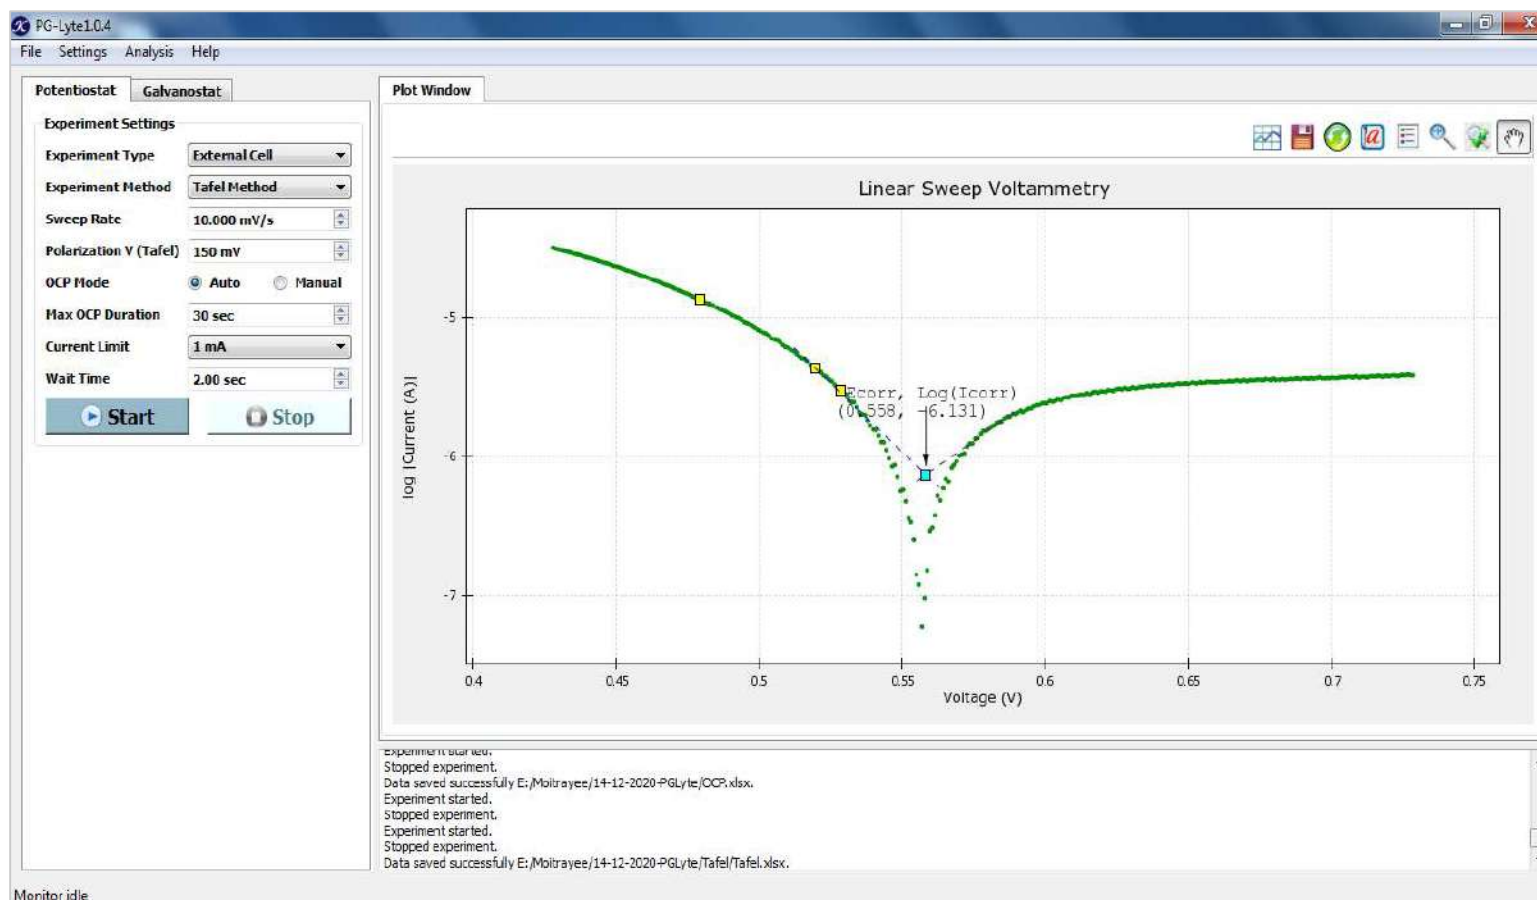 PG-Lyte1.0.4
File Settings Analysis Help
Potentiostat Galvanostat
Experiment Settings
Experiment Type External Cell
Experiment Method Tafel Method
Sweep Rate 10.000 mV/s
Polarization V (Tafel) 150 mV
OCP Mode Auto Manual
Max OCP Duration 30 sec
Current Limit 1 mA
Wait Time 2.00 sec
Start Stop
Plot Window
Linear Sweep Voltammetry
log |Current (A)|
-5
-6
-7
Ecorr, Log(Icorr)
(0.558, -6.131)
0.4 0.45 0.5 0.55 0.6 0.65 0.7 0.75
Voltage (V)
Experiment started.
Stopped experiment.
Data saved successfully E:/Moitrayee/14-12-2020-PGLyte/OCP.xlsx.
Experiment started.
Stopped experiment.
Experiment started.
Stopped experiment.
Data saved successfully E:/Moitrayee/14-12-2020-PGLyte/Tafel/Tafel.xlsx.
Monitor idle